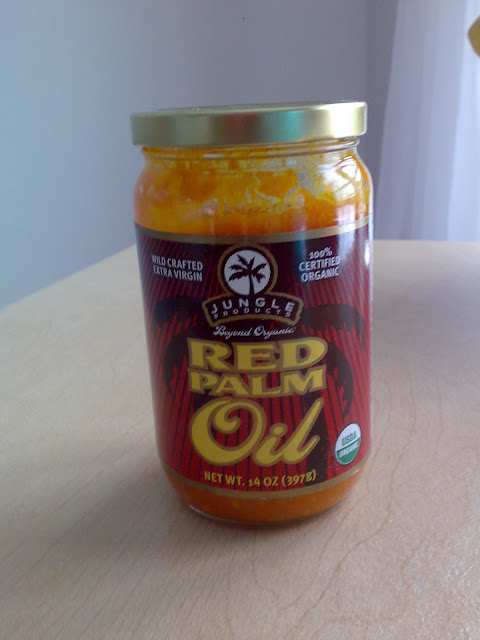 WILD CRAFTED
EXTRA VIRGIN
100%
CERTIFIED
ORGANIC
JUNGLE
PRODUCTS
Beyond Organic!
RED
PALM
Oil
USDA
ORGANIC
NET WT. 14 OZ (397g)